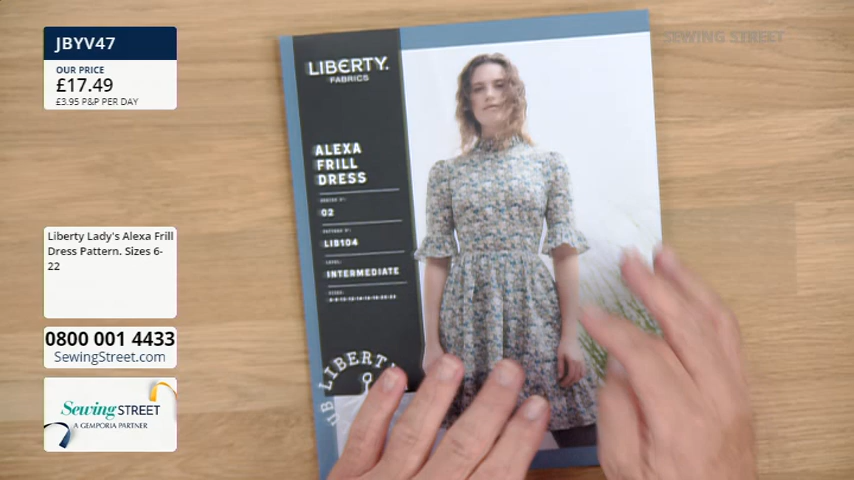 JBYV47
OUR PRICE
£17.49
£3.95 P&P PER DAY
Liberty Lady's Alexa Frill
Dress Pattern. Sizes 6-
22
0800 001 4433
SewingStreet.com
Sewing STREET
A GEMPORIA PARTNER
SEWING STREET
LIBERTY.
FABRICS
ALEXA
FRILL
DRESS
02
LIB104
INTERMEDIATE
LIBERTY